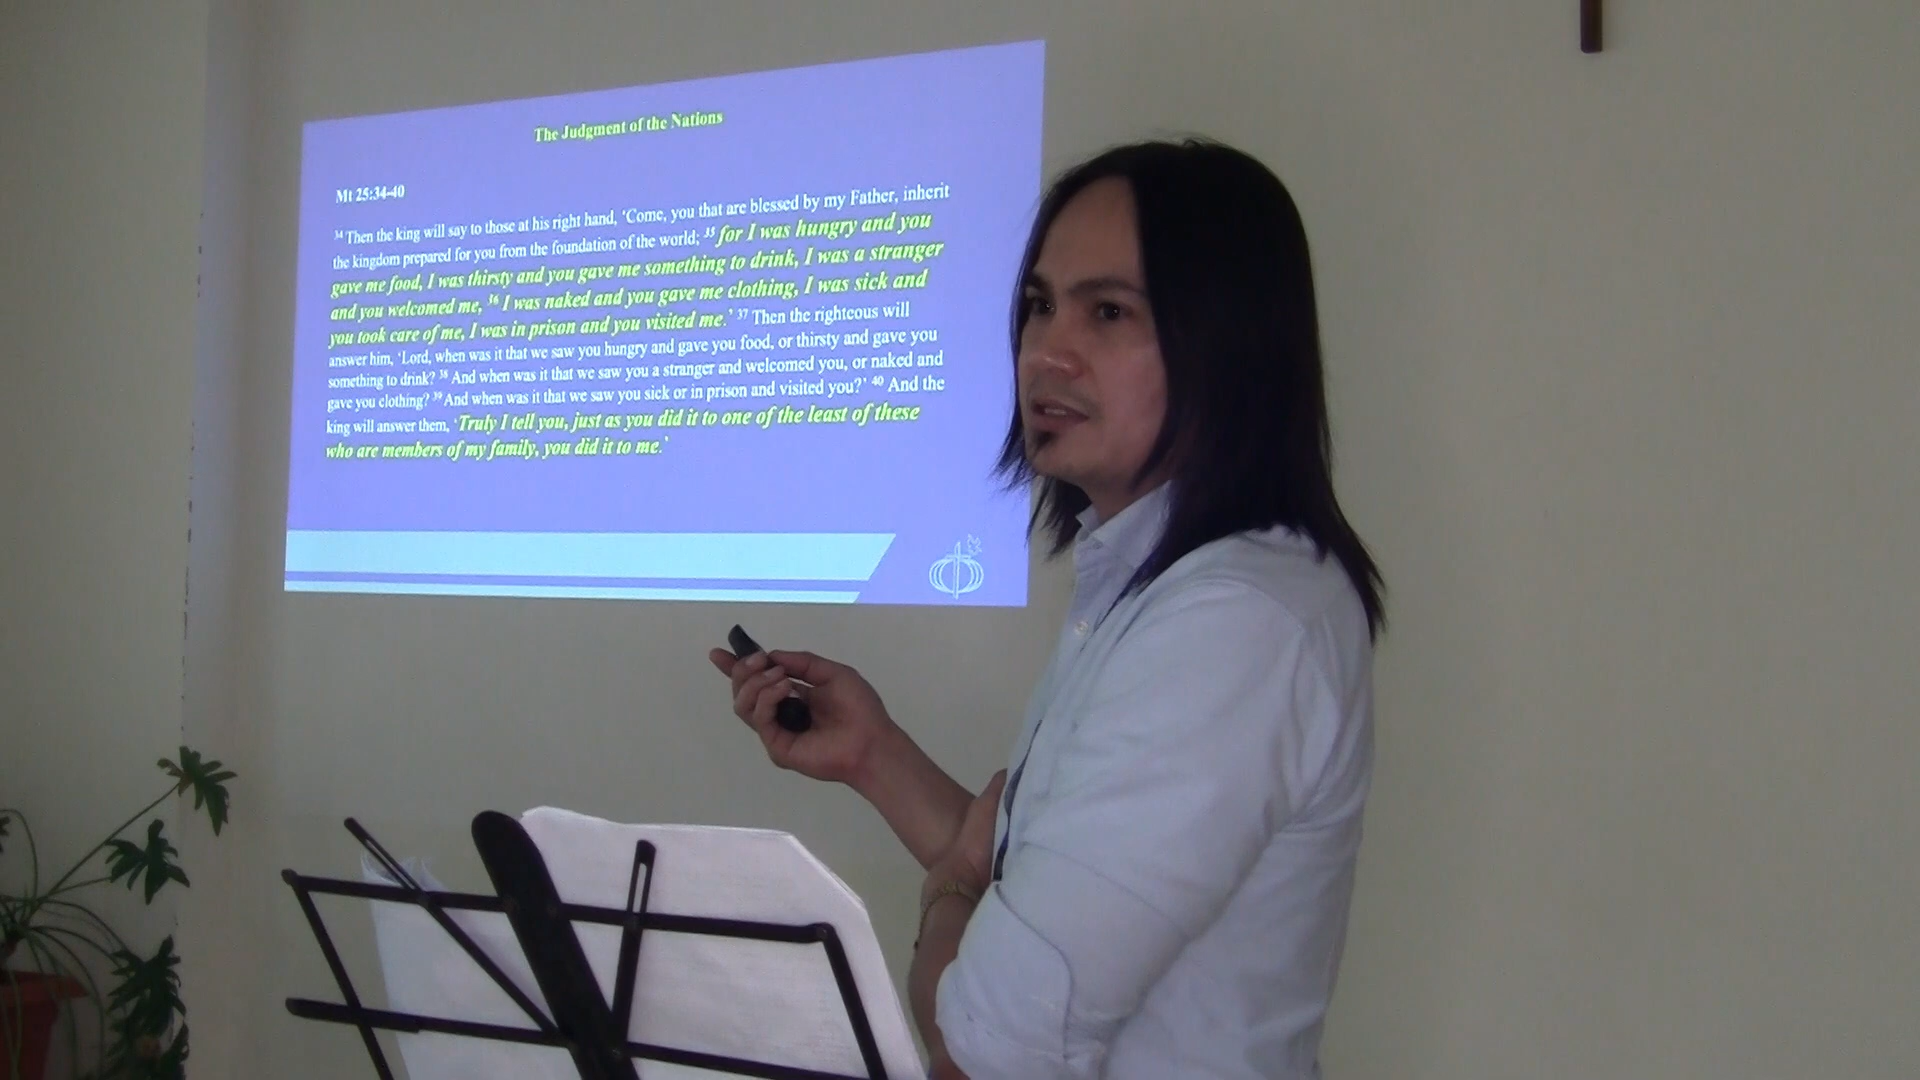 The Judgment of the Nations
Mt 25:34-40
34 Then the king will say to those at his right hand, ‘Come, you that are blessed by my Father, inherit
the kingdom prepared for you from the foundation of the world; 35 for I was hungry and you
gave me food, I was thirsty and you gave me something to drink, I was a stranger
and you welcomed me, 36 I was naked and you gave me clothing, I was sick and
you took care of me, I was in prison and you visited me.’ 37 Then the righteous will
answer him, ‘Lord, when was it that we saw you hungry and gave you food, or thirsty and gave you
something to drink? 38 And when was it that we saw you a stranger and welcomed you, or naked and
gave you clothing? 39 And when was it that we saw you sick or in prison and visited you?’ 40 And the
king will answer them, ‘Truly I tell you, just as you did it to one of the least of these
who are members of my family, you did it to me.’